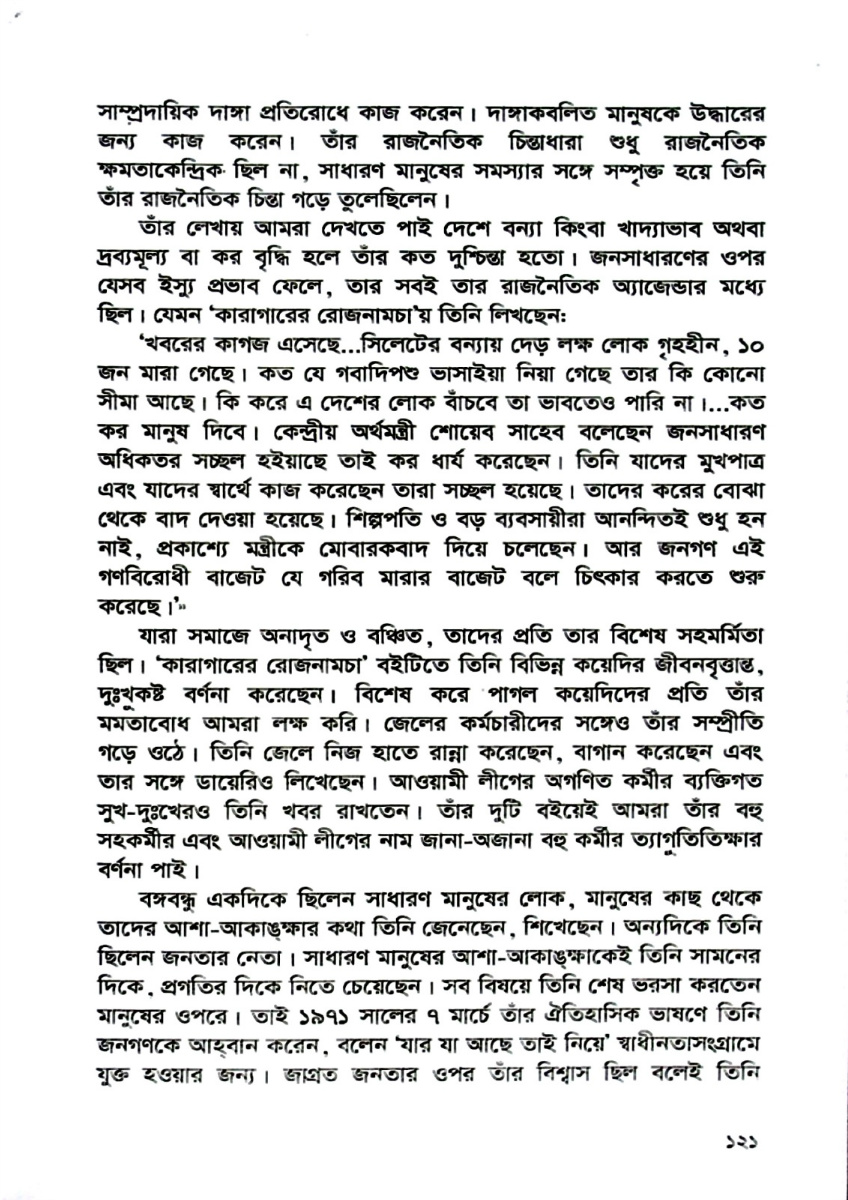 সাম্প্রদায়িক দাঙ্গা প্রতিরোধে কাজ করেন। দাঙ্গাকবলিত মানুষকে উদ্ধারের
জন্য কাজ করেন। তাঁর রাজনৈতিক চিন্তাধারা শুধু রাজনৈতিক
ক্ষমতাকেন্দ্রিক ছিল না, সাধারণ মানুষের সমস্যার সঙ্গে সম্পৃক্ত হয়ে তিনি
তাঁর রাজনৈতিক চিন্তা গড়ে তুলেছিলেন।
তাঁর লেখায় আমরা দেখতে পাই দেশে বন্যা কিংবা খাদ্যাভাব অথবা
দ্রব্যমূল্য বা কর বৃদ্ধি হলে তাঁর কত দুশ্চিন্তা হতো। জনসাধারণের ওপর
যেসব ইস্যু প্রভাব ফেলে, তার সবই তার রাজনৈতিক অ্যাজেন্ডার মধ্যে
ছিল। যেমন ‘কারাগারের রোজনামচা’য় তিনি লিখছেন:
‘খবরের কাগজ এসেছে...সিলেটের বন্যায় দেড় লক্ষ লোক গৃহহীন, ১০
জন মারা গেছে। কত যে গবাদিপশু ভাসাইয়া নিয়া গেছে তার কি কোনো
সীমা আছে। কি করে এ দেশের লোক বাঁচবে তা ভাবতেও পারি না।...কত
কর মানুষ দিবে। কেন্দ্রীয় অর্থমন্ত্রী শোয়েব সাহেব বলেছেন জনসাধারণ
অধিকতর সচ্ছল হইয়াছে তাই কর ধার্য করেছেন। তিনি যাদের মুখপাত্র
এবং যাদের স্বার্থে কাজ করেছেন তারা সচ্ছল হয়েছে। তাদের করের বোঝা
থেকে বাদ দেওয়া হয়েছে। শিল্পপতি ও বড় ব্যবসায়ীরা আনন্দিতই শুধু হন
নাই, প্রকাশ্যে মন্ত্রীকে মোবারকবাদ দিয়ে চলেছেন। আর জনগণ এই
গণবিরোধী বাজেট যে গরিব মারার বাজেট বলে চিৎকার করতে শুরু
করেছে।’
যারা সমাজে অনাদৃত ও বঞ্চিত, তাদের প্রতি তার বিশেষ সহমর্মিতা
ছিল। ‘কারাগারের রোজনামচা’ বইটিতে তিনি বিভিন্ন কয়েদির জীবনবৃত্তান্ত,
দুঃখকষ্ট বর্ণনা করেছেন। বিশেষ করে পাগল কয়েদিদের প্রতি তাঁর
মমতাবোধ আমরা লক্ষ করি। জেলের কর্মচারীদের সঙ্গেও তাঁর সম্প্রীতি
গড়ে ওঠে। তিনি জেলে নিজ হাতে রান্না করেছেন, বাগান করেছেন এবং
তার সঙ্গে ডায়েরিও লিখেছেন। আওয়ামী লীগের অগণিত কর্মীর ব্যক্তিগত
সুখ-দুঃখেরও তিনি খবর রাখতেন। তাঁর দুটি বইয়েই আমরা তাঁর বহু
সহকর্মীর এবং আওয়ামী লীগের নাম জানা-অজানা বহু কর্মীর ত্যাগতিতিক্ষার
বর্ণনা পাই।
বঙ্গবন্ধু একদিকে ছিলেন সাধারণ মানুষের লোক, মানুষের কাছ থেকে
তাদের আশা-আকাঙ্ক্ষার কথা তিনি জেনেছেন, শিখেছেন। অন্যদিকে তিনি
ছিলেন জনতার নেতা। সাধারণ মানুষের আশা-আকাঙ্ক্ষাকেই তিনি সামনের
দিকে, প্রগতির দিকে নিতে চেয়েছেন। সব বিষয়ে তিনি শেষ ভরসা করতেন
মানুষের ওপরে। তাই ১৯৭১ সালের ৭ মার্চে তাঁর ঐতিহাসিক ভাষণে তিনি
জনগণকে আহ্বান করেন, বলেন ‘যার যা আছে তাই নিয়ে’ স্বাধীনতাসংগ্রামে
যুক্ত হওয়ার জন্য। জাগ্রত জনতার ওপর তাঁর বিশ্বাস ছিল বলেই তিনি
১২১